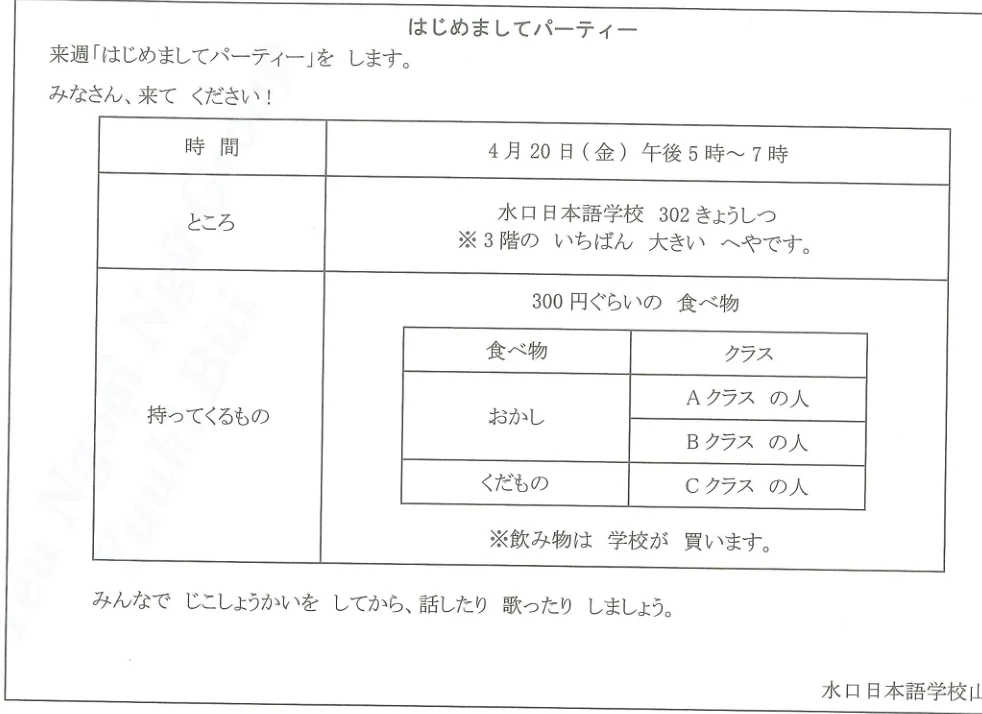 はじめましてパーティー
来週「はじめましてパーティー」を します。
みなさん、来て ください!
時 間
4月20日(金) 午後5時～7時
ところ
水口日本語学校 302きょうしつ
※3階の いちばん 大きい へやです。
持ってくるもの
300円ぐらいの 食べ物
食べ物
クラス
おかし
Aクラス の人
Bクラス の人
くだもの
Cクラス の人
※飲み物は 学校が 買います。
みんなで じこしょうかいを してから、話したり 歌ったり しましょう。
水口日本語学校山